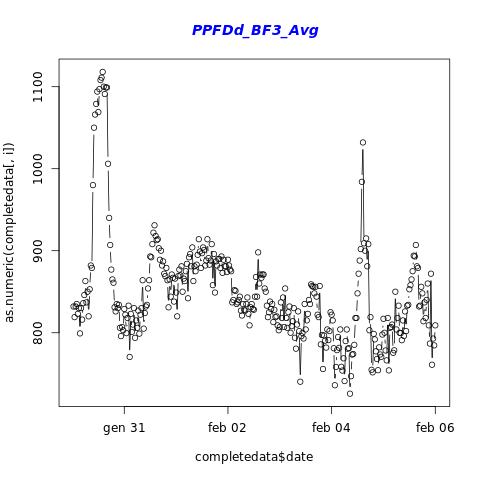 PPFDd_BF3_Avg
as.numeric(completedata[, i])
1100
1000
900
800
gen 31
feb 02
feb 04
feb 06
completedata$date